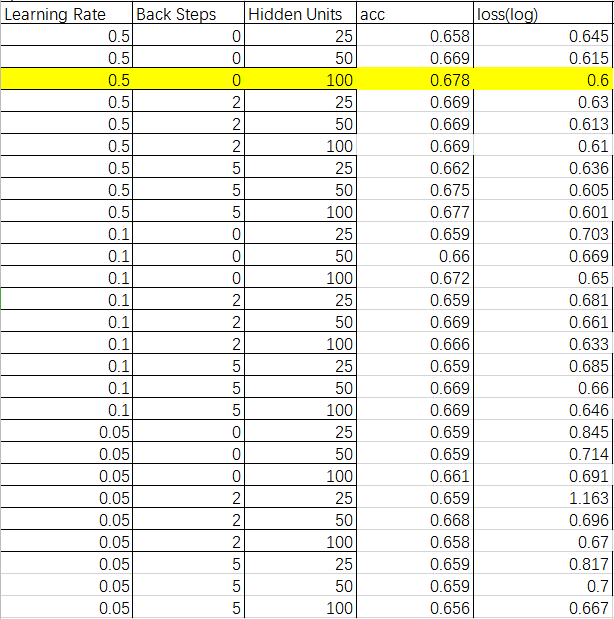 Learning Rate Back Steps Hidden Units acc loss(log)
0.5 0 25 0.658 0.645
0.5 0 50 0.669 0.615
0.5 0 100 0.678 0.6
0.5 2 25 0.669 0.63
0.5 2 50 0.669 0.613
0.5 2 100 0.669 0.61
0.5 5 25 0.662 0.636
0.5 5 50 0.675 0.605
0.5 5 100 0.677 0.601
0.1 0 25 0.659 0.703
0.1 0 50 0.66 0.669
0.1 0 100 0.672 0.65
0.1 2 25 0.659 0.681
0.1 2 50 0.669 0.661
0.1 2 100 0.666 0.633
0.1 5 25 0.659 0.685
0.1 5 50 0.669 0.66
0.1 5 100 0.669 0.646
0.05 0 25 0.659 0.845
0.05 0 50 0.659 0.714
0.05 0 100 0.661 0.691
0.05 2 25 0.659 1.163
0.05 2 50 0.668 0.696
0.05 2 100 0.658 0.67
0.05 5 25 0.659 0.817
0.05 5 50 0.659 0.7
0.05 5 100 0.656 0.667